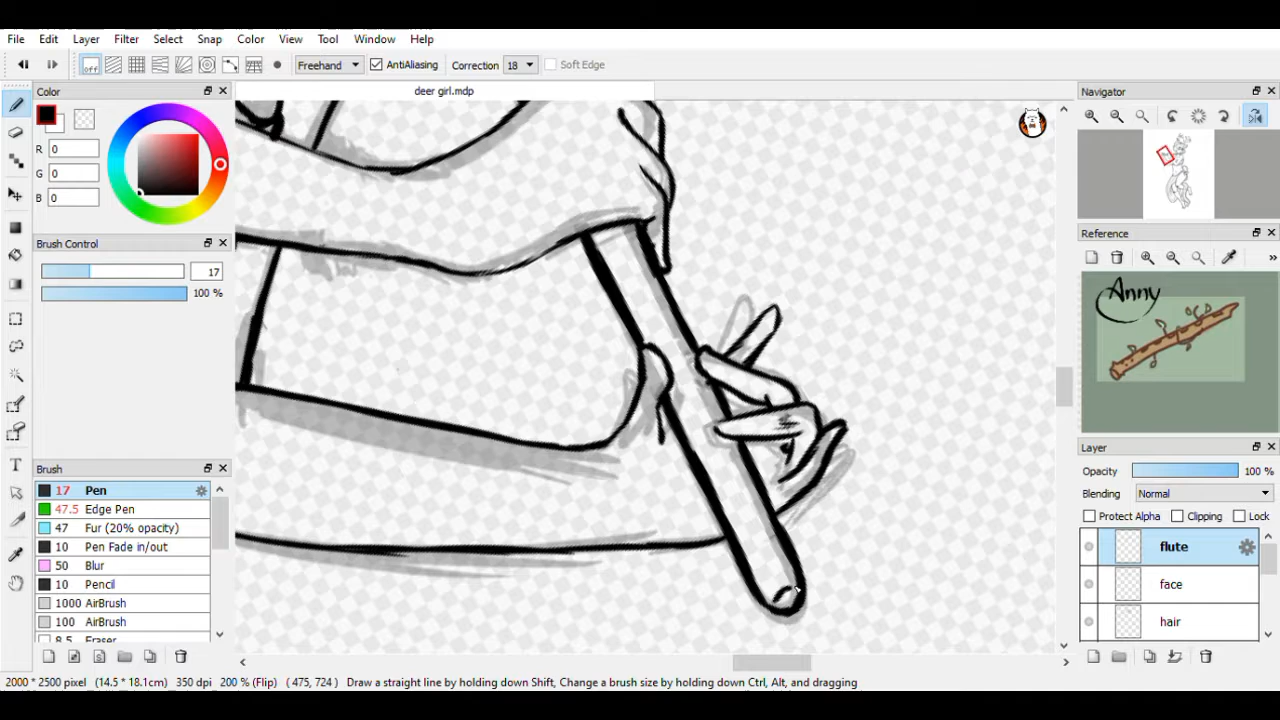 File Edit Layer Filter Select Snap Color View Tool Window Help
off Freehand AntiAliasing Correction 18 Soft Edge
Color
deer girl.mdp
Navigator
R 0
G 0
B 0
Brush Control
17
100 %
Reference
»
Anny
Layer
Opacity 100 %
Blending Normal
Protect Alpha Clipping Lock
flute
face
hair
Brush
17 Pen
47.5 Edge Pen
47 Fur (20% opacity)
10 Pen Fade in/out
50 Blur
10 Pencil
1000 AirBrush
100 AirBrush
8.5 Eraser
2000 * 2500 pixel (14.5 * 18.1cm) 350 dpi 200 % (Flip) ( 475, 724 ) Draw a straight line by holding down Shift, Change a brush size by holding down Ctrl, Alt, and dragging